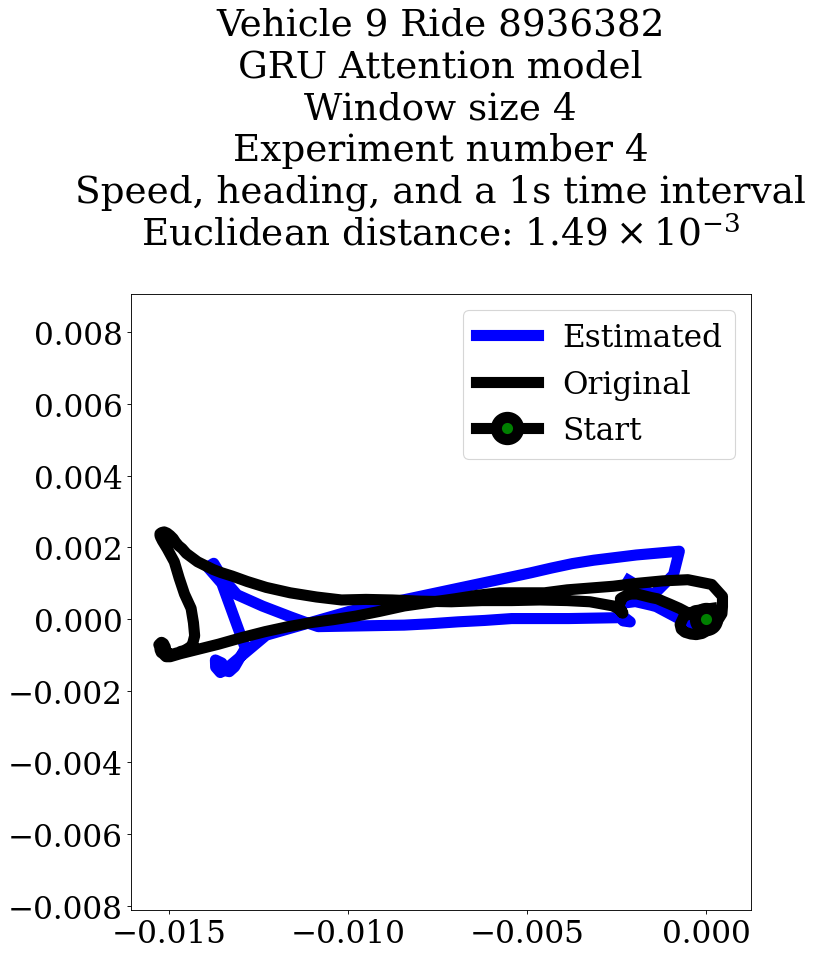 Vehicle 9 Ride 8936382
GRU Attention model
Window size 4
Experiment number 4
Speed, heading, and a 1s time interval
Euclidean distance: 1.49 × 10⁻³
Estimated
Original
Start
0.008
0.006
0.004
0.002
0.000
−0.002
−0.004
−0.006
−0.008
−0.015 −0.010 −0.005 0.000